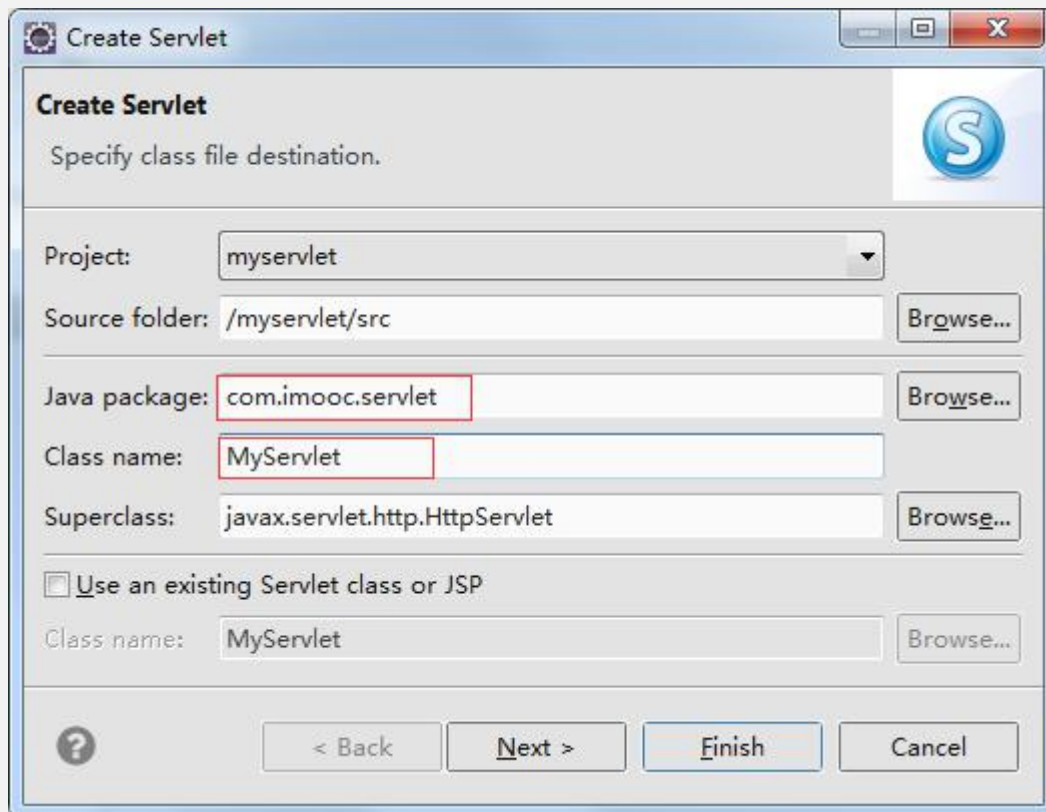 Create Servlet
Create Servlet
Specify class file destination.
S
Project: myservlet
Source folder: /myservlet/src Browse...
Java package: com.imooc.servlet Browse...
Class name: MyServlet
Superclass: javax.servlet.http.HttpServlet Browse...
Use an existing Servlet class or JSP
Class name: MyServlet Browse...
? < Back Next > Finish Cancel